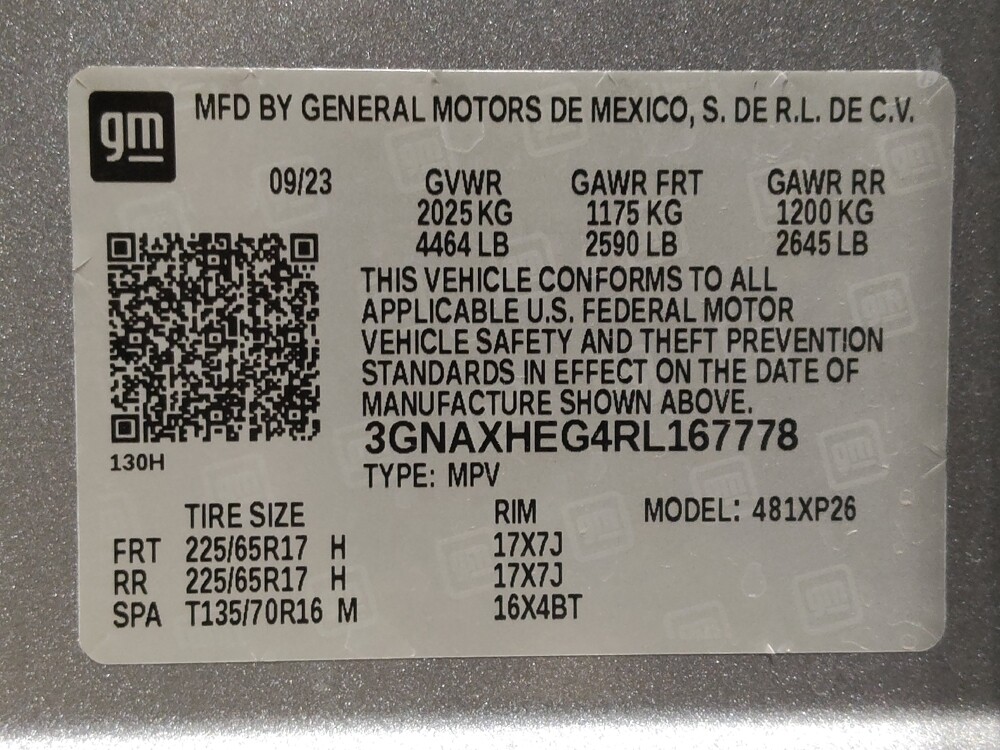 gm MFD BY GENERAL MOTORS DE MEXICO, S. DE R.L. DE C.V.
09/23 GVWR GAWR FRT GAWR RR
2025 KG 1175 KG 1200 KG
4464 LB 2590 LB 2645 LB
THIS VEHICLE CONFORMS TO ALL
APPLICABLE U.S. FEDERAL MOTOR
VEHICLE SAFETY AND THEFT PREVENTION
STANDARDS IN EFFECT ON THE DATE OF
MANUFACTURE SHOWN ABOVE.
3GNAXHEG4RL167778
130H
TYPE: MPV
TIRE SIZE RIM MODEL: 481XP26
FRT 225/65R17 H 17X7J
RR 225/65R17 H 17X7J
SPA T135/70R16 M 16X4BT